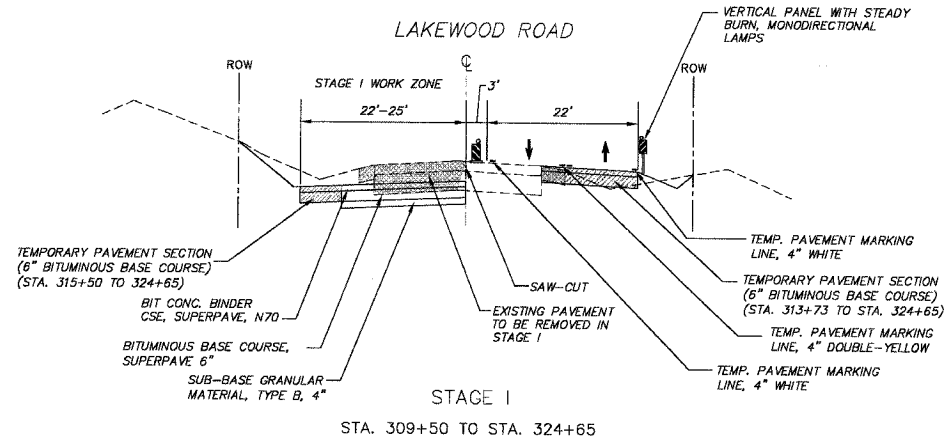 LAKEWOOD ROAD
VERTICAL PANEL WITH STEADY
BURN, MONODIRECTIONAL
LAMPS
ROW
℄
ROW
STAGE I WORK ZONE
3'
22'-25'
22'
TEMPORARY PAVEMENT SECTION
(6" BITUMINOUS BASE COURSE)
(STA. 315+50 TO 324+65)
BIT CONC. BINDER
CSE, SUPERPAVE, N70
BITUMINOUS BASE COURSE,
SUPERPAVE 6"
SUB-BASE GRANULAR
MATERIAL, TYPE B, 4"
SAW-CUT
EXISTING PAVEMENT
TO BE REMOVED IN
STAGE I
TEMP. PAVEMENT MARKING
LINE, 4" WHITE
TEMPORARY PAVEMENT SECTION
(6" BITUMINOUS BASE COURSE)
(STA. 313+73 TO STA. 324+65)
TEMP. PAVEMENT MARKING
LINE, 4" DOUBLE-YELLOW
TEMP. PAVEMENT MARKING
LINE, 4" WHITE
STAGE I
STA. 309+50 TO STA. 324+65